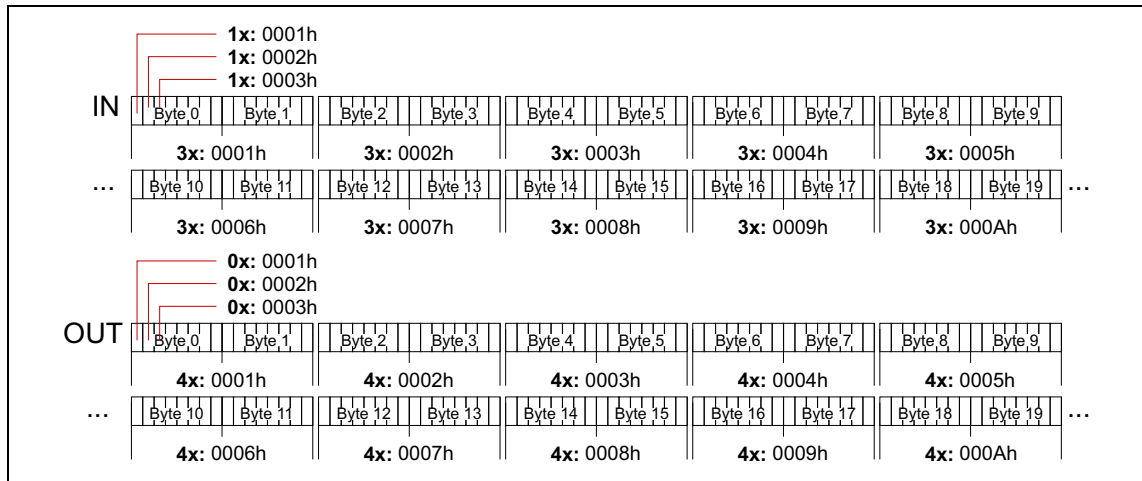 1x: 0001h
1x: 0002h
1x: 0003h
IN Byte 0 Byte 1 Byte 2 Byte 3 Byte 4 Byte 5 Byte 6 Byte 7 Byte 8 Byte 9
3x: 0001h 3x: 0002h 3x: 0003h 3x: 0004h 3x: 0005h
... Byte 10 Byte 11 Byte 12 Byte 13 Byte 14 Byte 15 Byte 16 Byte 17 Byte 18 Byte 19 ...
3x: 0006h 3x: 0007h 3x: 0008h 3x: 0009h 3x: 000Ah
0x: 0001h
0x: 0002h
0x: 0003h
OUT Byte 0 Byte 1 Byte 2 Byte 3 Byte 4 Byte 5 Byte 6 Byte 7 Byte 8 Byte 9
4x: 0001h 4x: 0002h 4x: 0003h 4x: 0004h 4x: 0005h
... Byte 10 Byte 11 Byte 12 Byte 13 Byte 14 Byte 15 Byte 16 Byte 17 Byte 18 Byte 19 ...
4x: 0006h 4x: 0007h 4x: 0008h 4x: 0009h 4x: 000Ah